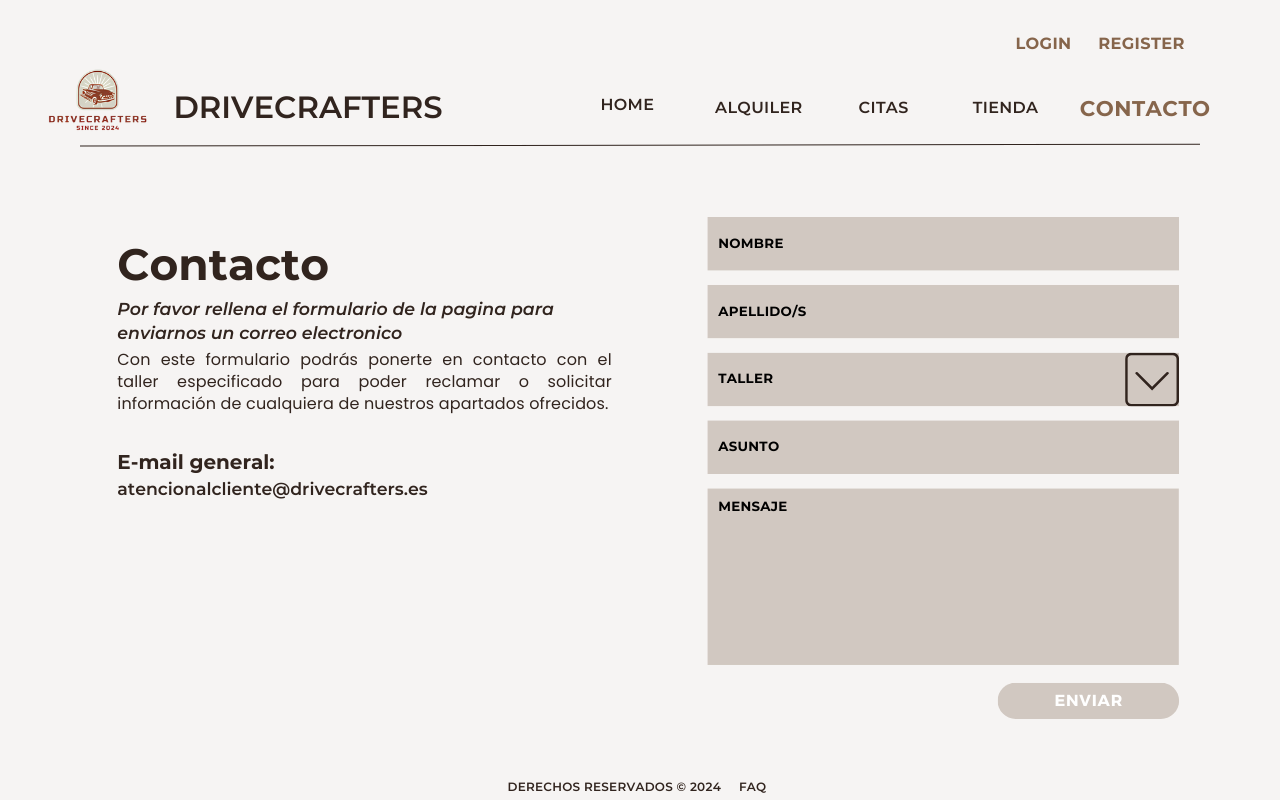 LOGIN REGISTER
DRIVECRAFTERS
SINCE 2024
DRIVECRAFTERS
HOME ALQUILER CITAS TIENDA CONTACTO
Contacto
Por favor rellena el formulario de la pagina para
enviarnos un correo electronico
Con este formulario podrás ponerte en contacto con el
taller especificado para poder reclamar o solicitar
información de cualquiera de nuestros apartados ofrecidos.
E-mail general:
atencionalcliente@drivecrafters.es
NOMBRE
APELLIDO/S
TALLER
ASUNTO
MENSAJE
ENVIAR
DERECHOS RESERVADOS © 2024 FAQ